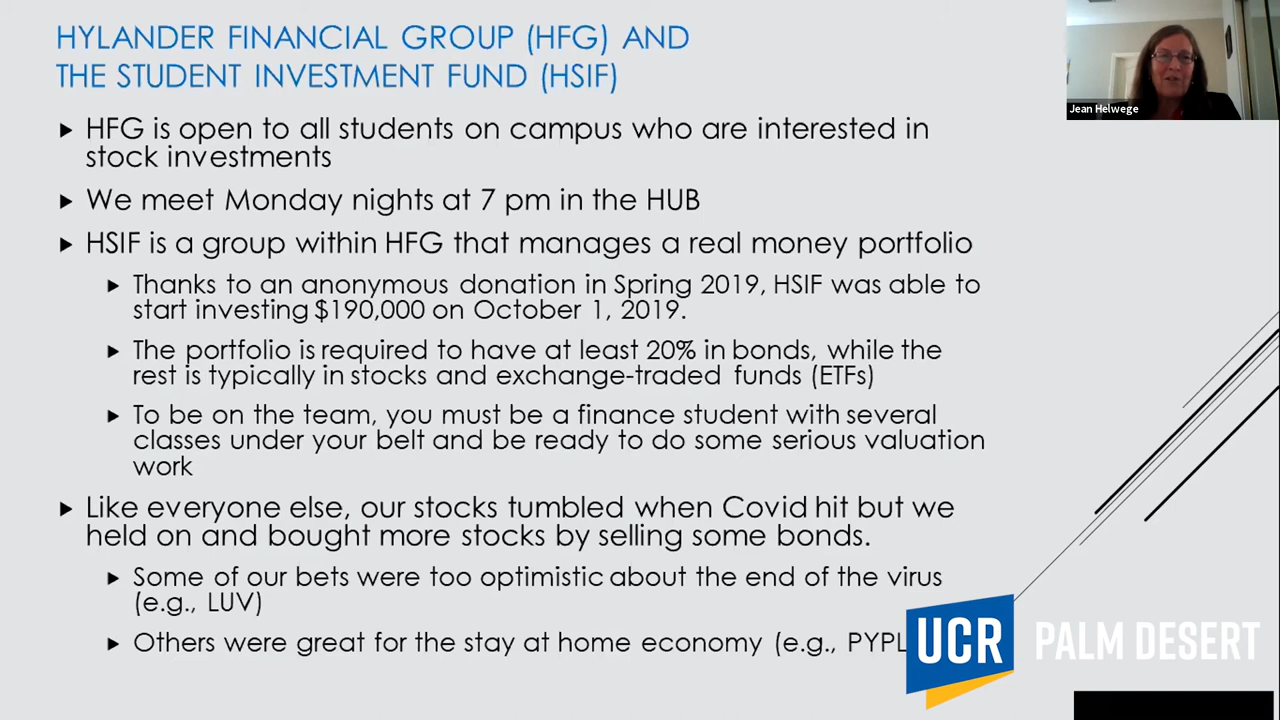 HYLANDER FINANCIAL GROUP (HFG) AND
THE STUDENT INVESTMENT FUND (HSIF)
HFG is open to all students on campus who are interested in
stock investments
We meet Monday nights at 7 pm in the HUB
HSIF is a group within HFG that manages a real money portfolio
Thanks to an anonymous donation in Spring 2019, HSIF was able to
start investing $190,000 on October 1, 2019.
The portfolio is required to have at least 20% in bonds, while the
rest is typically in stocks and exchange-traded funds (ETFs)
To be on the team, you must be a finance student with several
classes under your belt and be ready to do some serious valuation
work
Like everyone else, our stocks tumbled when Covid hit but we
held on and bought more stocks by selling some bonds.
Some of our bets were too optimistic about the end of the virus
(e.g., LUV)
Others were great for the stay at home economy (e.g., PYPL
Jean Helwege
UCR PALM DESERT